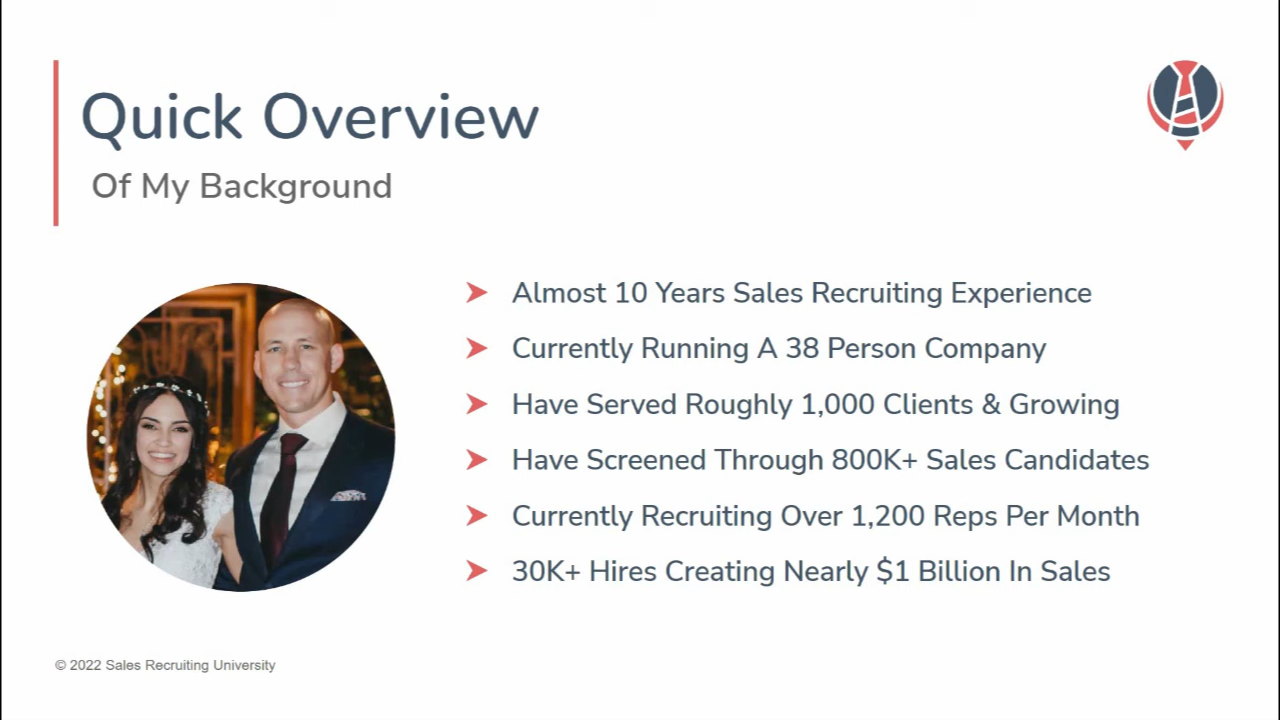 Quick Overview
Of My Background
Almost 10 Years Sales Recruiting Experience
Currently Running A 38 Person Company
Have Served Roughly 1,000 Clients & Growing
Have Screened Through 800K+ Sales Candidates
Currently Recruiting Over 1,200 Reps Per Month
30K+ Hires Creating Nearly $1 Billion In Sales
© 2022 Sales Recruiting University